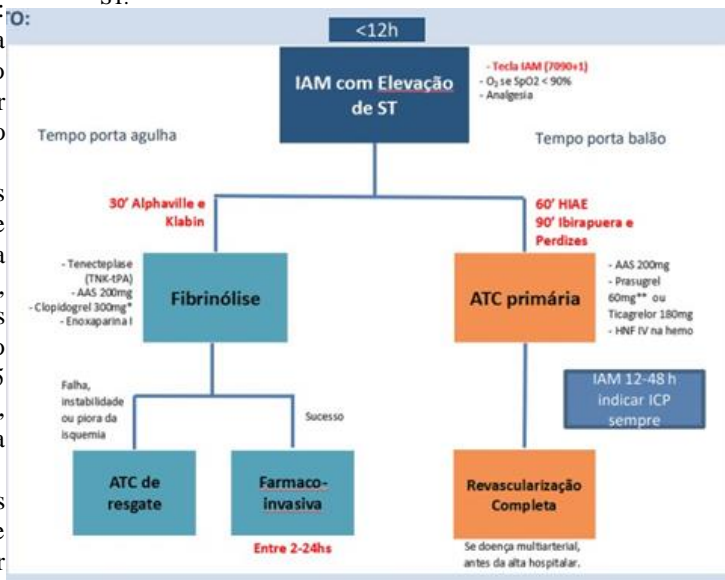 ST.
TO:
<12h
IAM com Elevação
de ST
- Tecla IAM (7090+1)
- O₂ se SpO2 < 90%
- Analgesia
Tempo porta agulha
Tempo porta balão
30' Alphaville e
Klabin
60' HIAE
90' Ibirapuera e
Perdizes
- Tenecteplase
(TNK-tPA)
- AAS 200mg
- Clopidogrel 300mg*
- Enoxaparina I
Fibrinólise
ATC primária
- AAS 200mg
- Prasugrel
60mg** ou
Ticagrelor 180mg
- HNF IV na hemo
IAM 12-48 h
indicar ICP
sempre
Falha,
instabilidade
ou piora da
isquemia
Sucesso
ATC de
resgate
Farmaco-
invasiva
Revascularização
Completa
Entre 2-24hs
Se doença multiarterial,
antes da alta hospitalar.